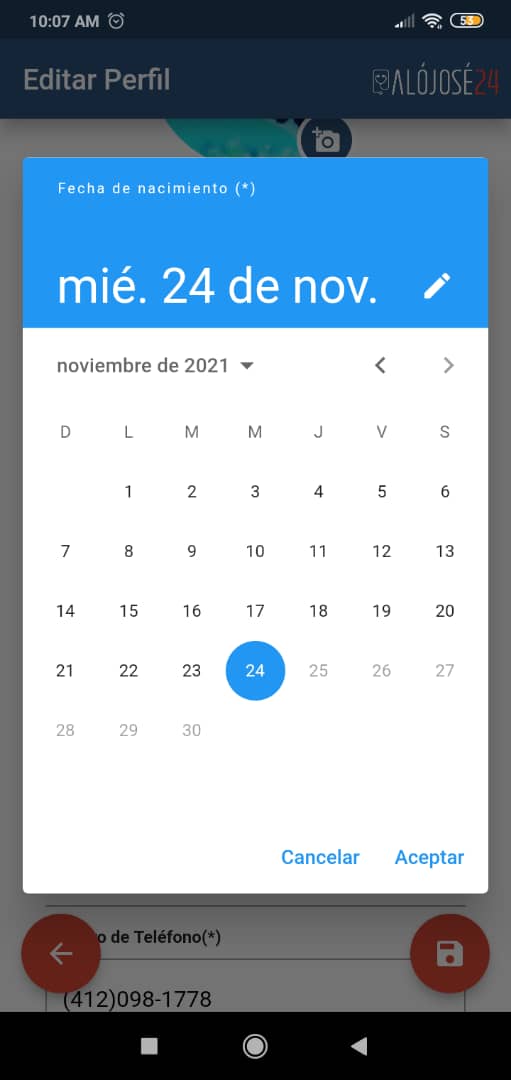 10:07 AM
53
Editar Perfil
ALÓJOSÉ24
Fecha de nacimiento (*)
mié. 24 de nov.
noviembre de 2021
D L M M J V S
1 2 3 4 5 6
7 8 9 10 11 12 13
14 15 16 17 18 19 20
21 22 23 24 25 26 27
28 29 30
Cancelar Aceptar
o de Teléfono(*)
(412)098-1778